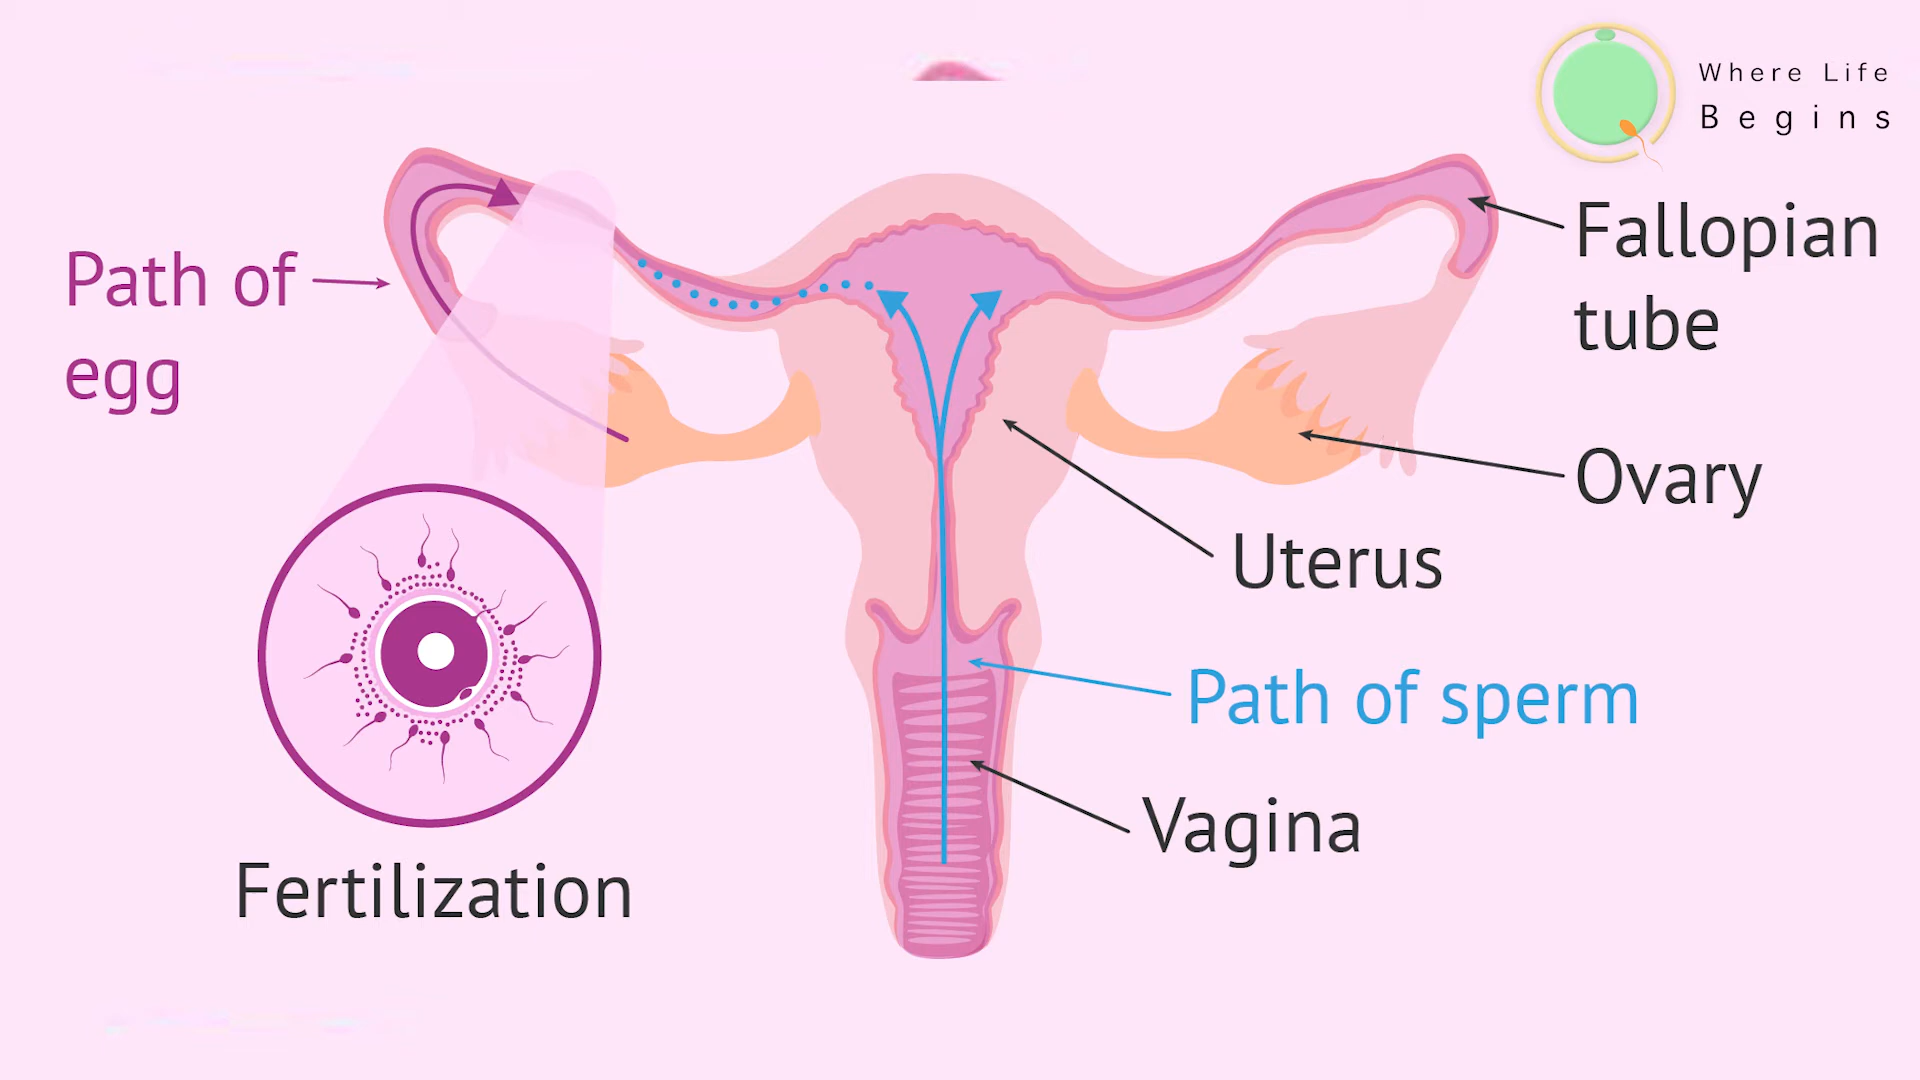 Where Life
Begins
Path of
egg
Fallopian
tube
Ovary
Uterus
Path of sperm
Vagina
Fertilization